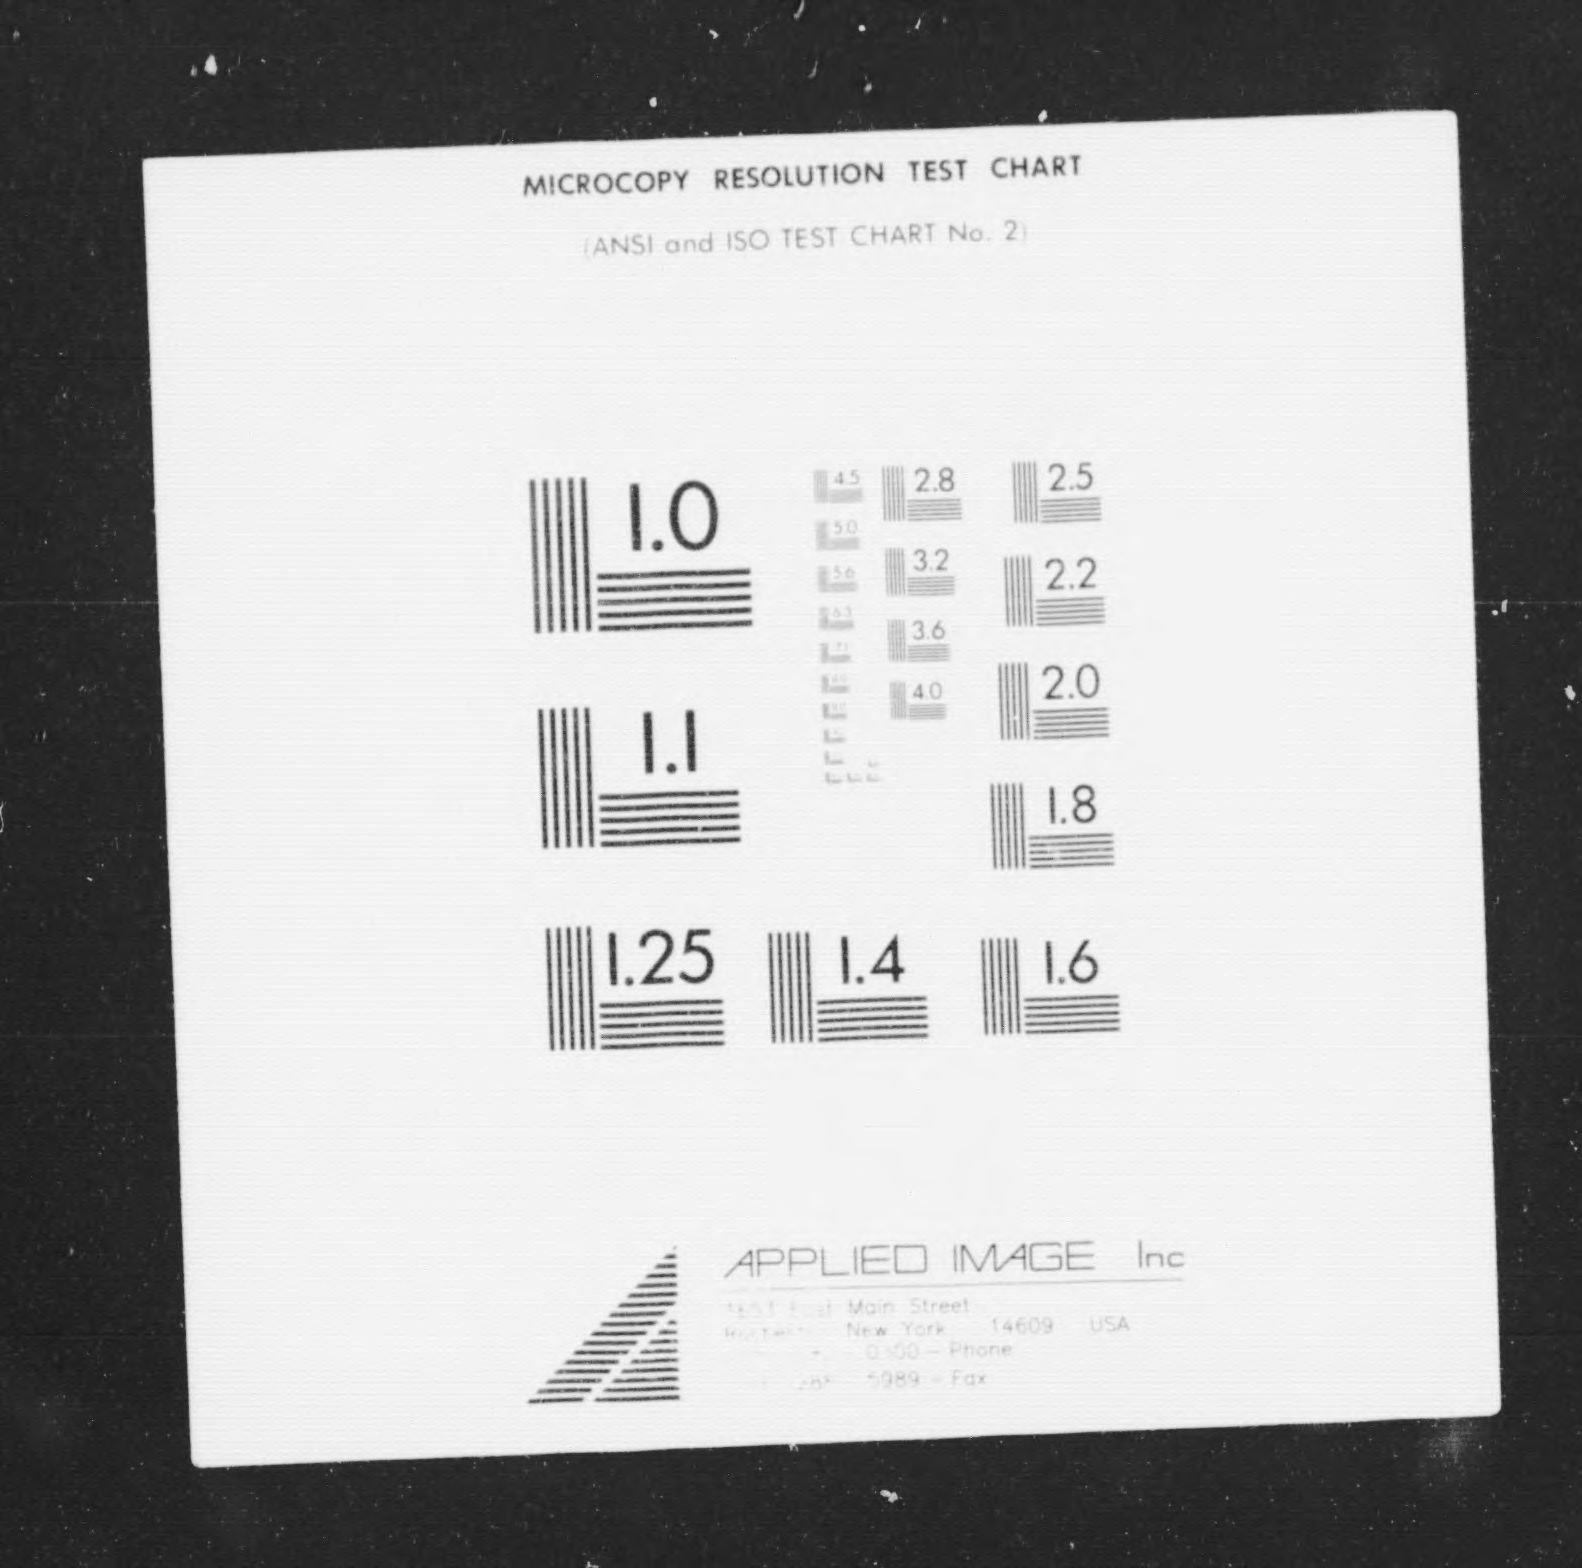 MICROCOPY RESOLUTION TEST CHART
(ANSI and ISO TEST CHART No. 2)
1.0
4.5
2.8
2.5
5.0
3.2
2.2
5.6
6.3
3.6
7.1
2.0
4.0
1.1
1.8
1.25
1.4
1.6
APPLIED IMAGE Inc
East Main Street
New York 14609 USA
Phone
5989 - Fax